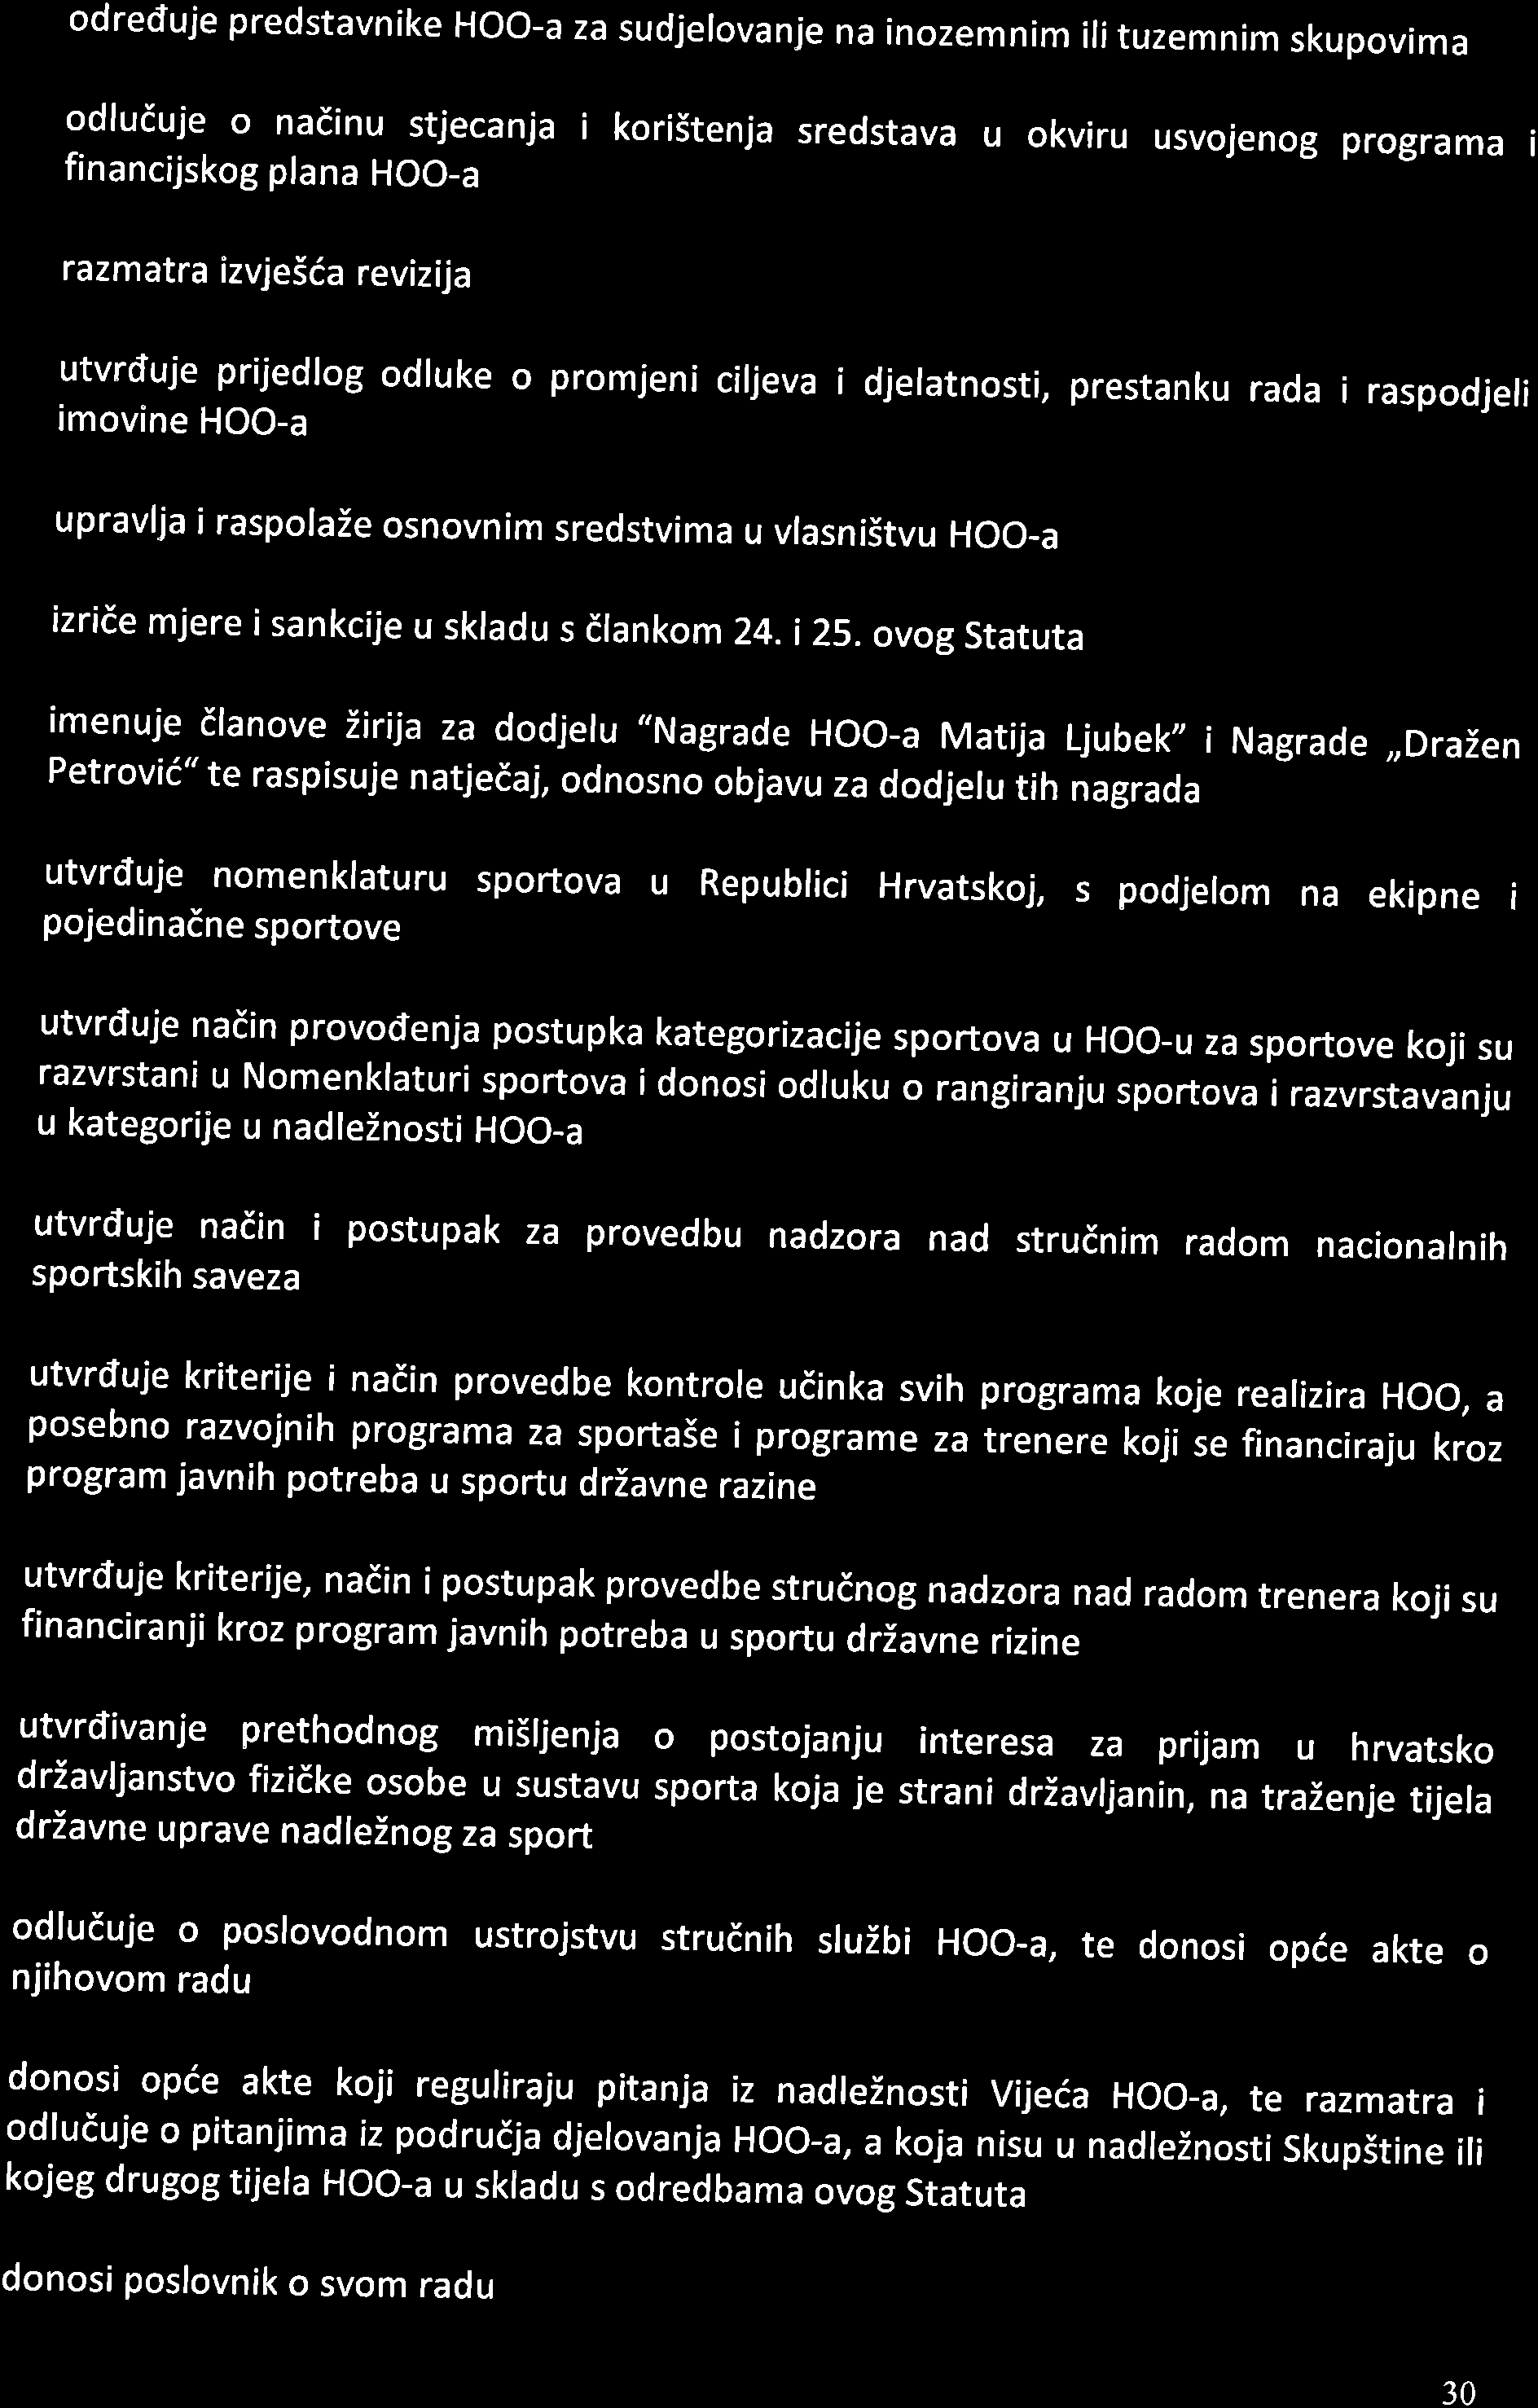 određuje predstavnike HOO-a za sudjelovanje na inozemnim ili tuzemnim skupovima
odlučuje o načinu stjecanja i korištenja sredstava u okviru usvojenog programa i
financijskog plana HOO-a
razmatra izvješća revizija
utvrđuje prijedlog odluke o promjeni ciljeva i djelatnosti, prestanku rada i raspodjeli
imovine HOO-a
upravlja i raspolaže osnovnim sredstvima u vlasništvu HOO-a
izriče mjere i sankcije u skladu s člankom 24. i 25. ovog Statuta
imenuje članove žirija za dodjelu "Nagrade HOO-a Matija Ljubek" i Nagrade „Dražen
Petrović" te raspisuje natječaj, odnosno objavu za dodjelu tih nagrada
utvrđuje nomenklaturu sportova u Republici Hrvatskoj, s podjelom na ekipne i
pojedinačne sportove
utvrđuje način provođenja postupka kategorizacije sportova u HOO-u za sportove koji su
razvrstani u Nomenklaturi sportova i donosi odluku o rangiranju sportova i razvrstavanju
u kategorije u nadležnosti HOO-a
utvrđuje način i postupak za provedbu nadzora nad stručnim radom nacionalnih
sportskih saveza
utvrđuje kriterije i način provedbe kontrole učinka svih programa koje realizira HOO, a
posebno razvojnih programa za sportaše i programe za trenere koji se financiraju kroz
program javnih potreba u sportu državne razine
utvrđuje kriterije, način i postupak provedbe stručnog nadzora nad radom trenera koji su
financiranji kroz program javnih potreba u sportu državne rizine
utvrđivanje prethodnog mišljenja o postojanju interesa za prijam u hrvatsko
državljanstvo fizičke osobe u sustavu sporta koja je strani državljanin, na traženje tijela
državne uprave nadležnog za sport
odlučuje o poslovodnom ustrojstvu stručnih službi HOO-a, te donosi opće akte o
njihovom radu
donosi opće akte koji reguliraju pitanja iz nadležnosti Vijeća HOO-a, te razmatra i
odlučuje o pitanjima iz područja djelovanja HOO-a, a koja nisu u nadležnosti Skupštine ili
kojeg drugog tijela HOO-a u skladu s odredbama ovog Statuta
donosi poslovnik o svom radu
30